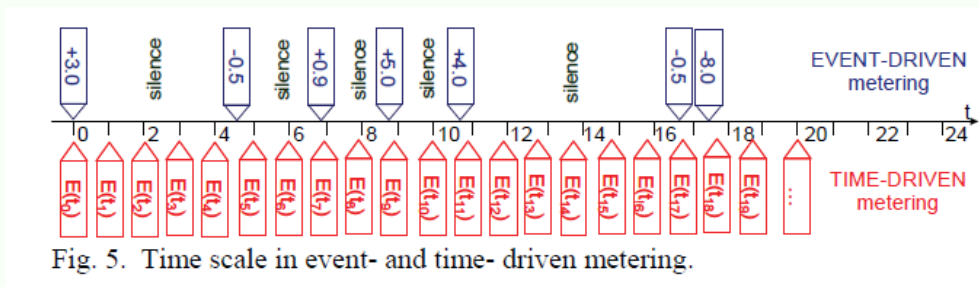 +3.0
silence
-0.5
silence
+0.9
silence
+5.0
silence
+4.0
silence
-0.5
-8.0
EVENT-DRIVEN
metering
t
0 2 4 6 8 10 12 14 16 18 20 22 24
E(t₀) E(t₁) E(t₂) E(t₃) E(t₄) E(t₅) E(t₆) E(t₇) E(t₈) E(t₉) E(t₁₀) E(t₁₁) E(t₁₂) E(t₁₃) E(t₁₄) E(t₁₅) E(t₁₆) E(t₁₇) E(t₁₈) E(t₁₉) ...
TIME-DRIVEN
metering
Fig. 5. Time scale in event- and time- driven metering.